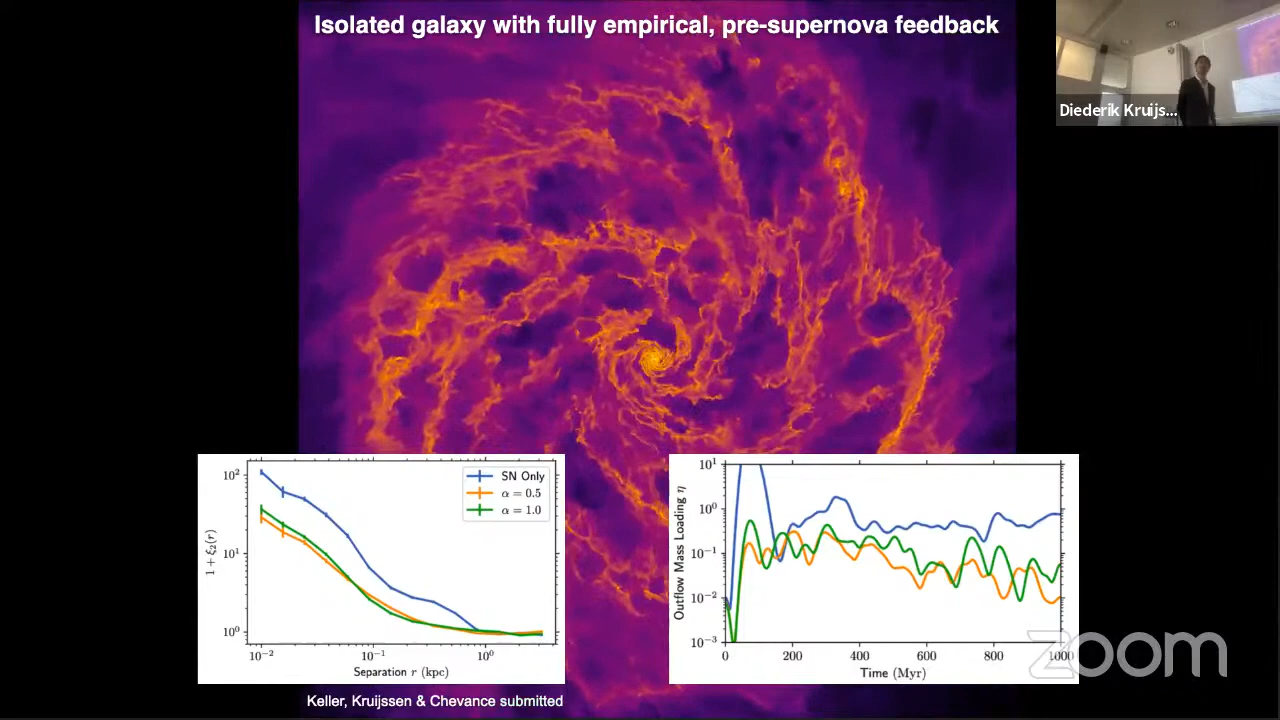 Isolated galaxy with fully empirical, pre-supernova feedback
Diederik Kruijs...
10²
10¹
10⁰
1 + ξ₂(r)
SN Only
α = 0.5
α = 1.0
10⁻² 10⁻¹ 10⁰
Separation r (kpc)
10¹
10⁰
10⁻¹
10⁻²
10⁻³
Outflow Mass Loading η
0 200 400 600 800 1000
Time (Myr)
Keller, Kruijssen & Chevance submitted
zoom